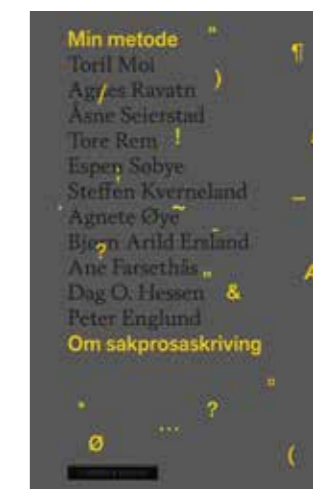 Min metode "
¶
Toril Moi
)
Agnes Ravatn
/
Åsne Seierstad
Tore Rem !
Espen Søbye
;
Steffen Kverneland
~
_
Agnete Øye
-
Bjørn Arild Ersland
?
Ane Farsethås "
A
Dag O. Hessen &
Peter Englund
Om sakprosaskriving
¤
* ?
...
Ø
(